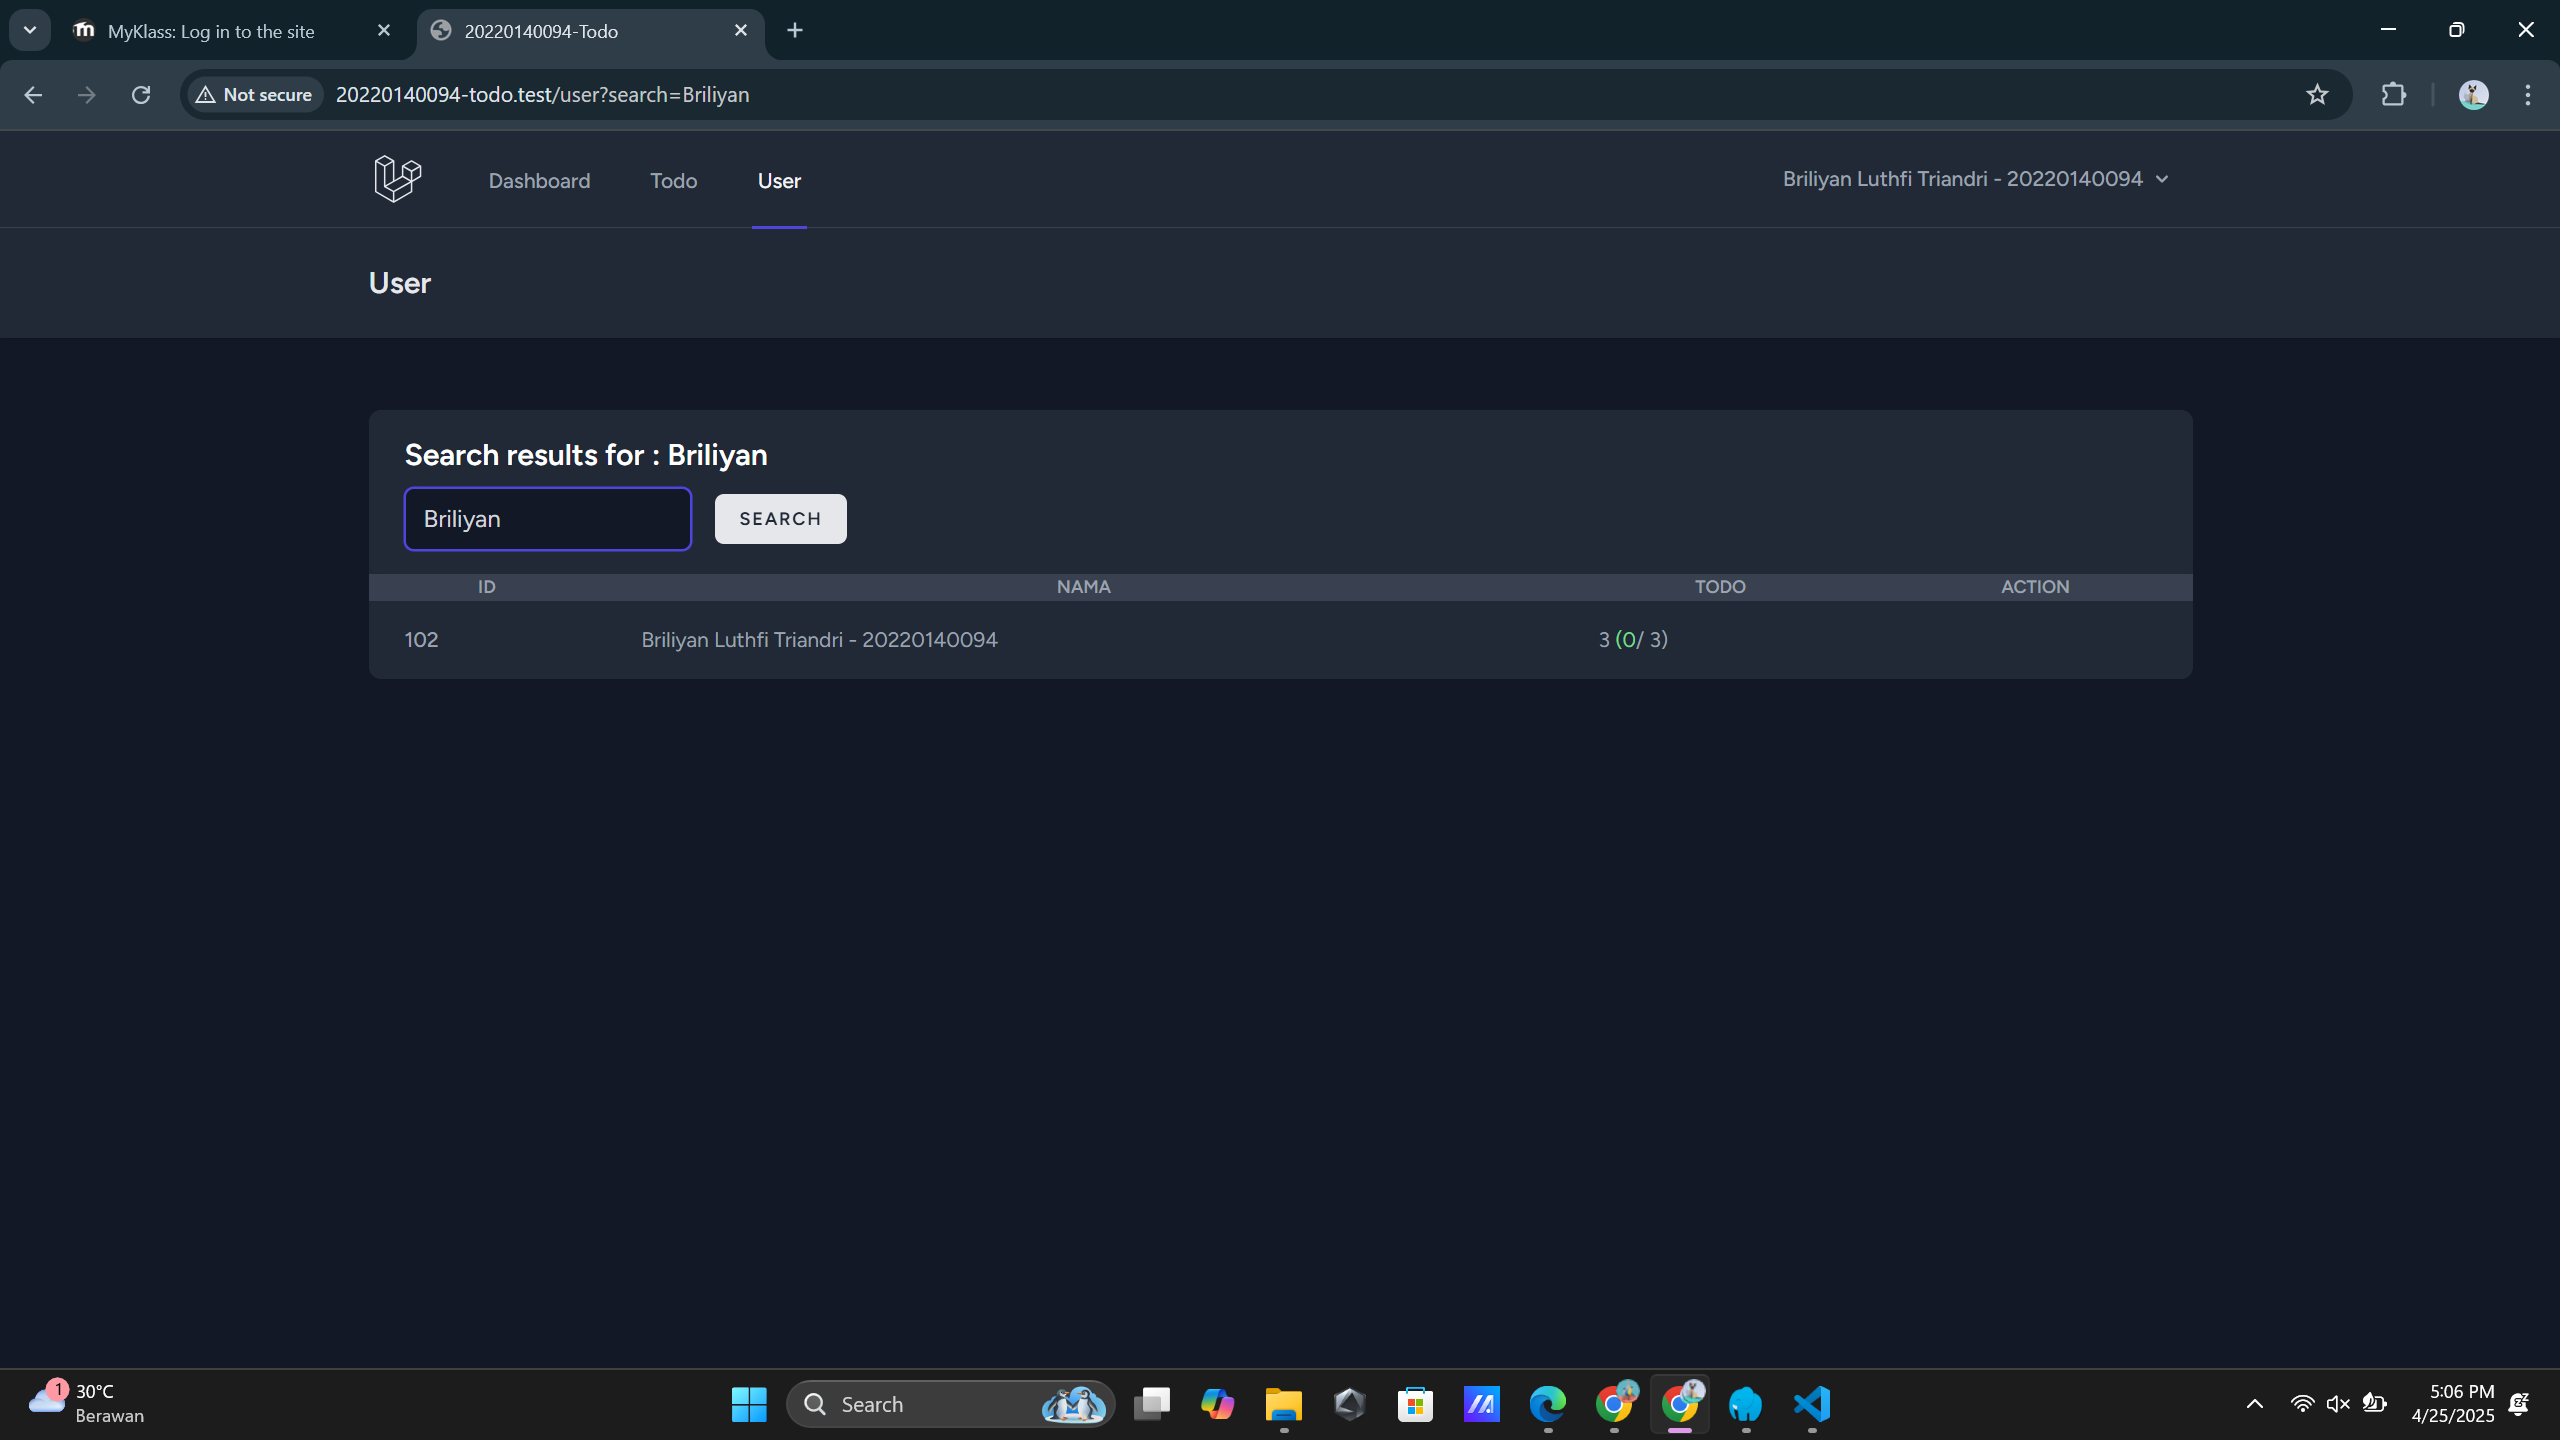 MyKlass: Log in to the site
20220140094-Todo
Not secure
20220140094-todo.test/user?search=Briliyan
Dashboard
Todo
User
Briliyan Luthfi Triandri - 20220140094
User
Search results for : Briliyan
Briliyan
SEARCH
ID NAMA TODO ACTION
102 Briliyan Luthfi Triandri - 20220140094 3 (0/ 3)
1
30°C
Berawan
Search
5:06 PM
4/25/2025